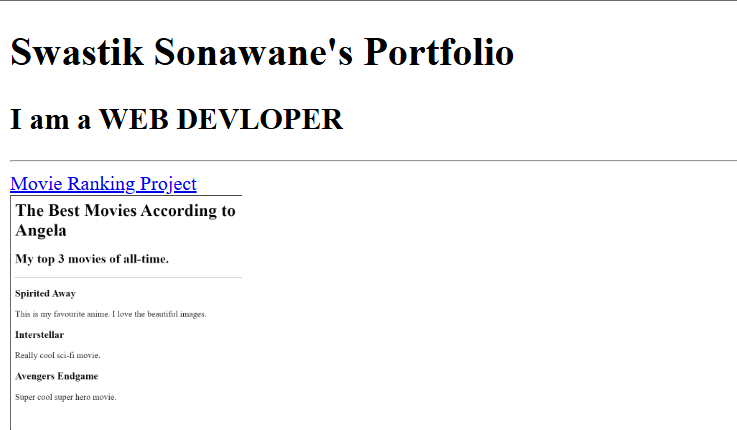 Swastik Sonawane's Portfolio
I am a WEB DEVLOPER
Movie Ranking Project
The Best Movies According to
Angela
My top 3 movies of all-time.
Spirited Away
This is my favourite anime. I love the beautiful images.
Interstellar
Really cool sci-fi movie.
Avengers Endgame
Super cool super hero movie.